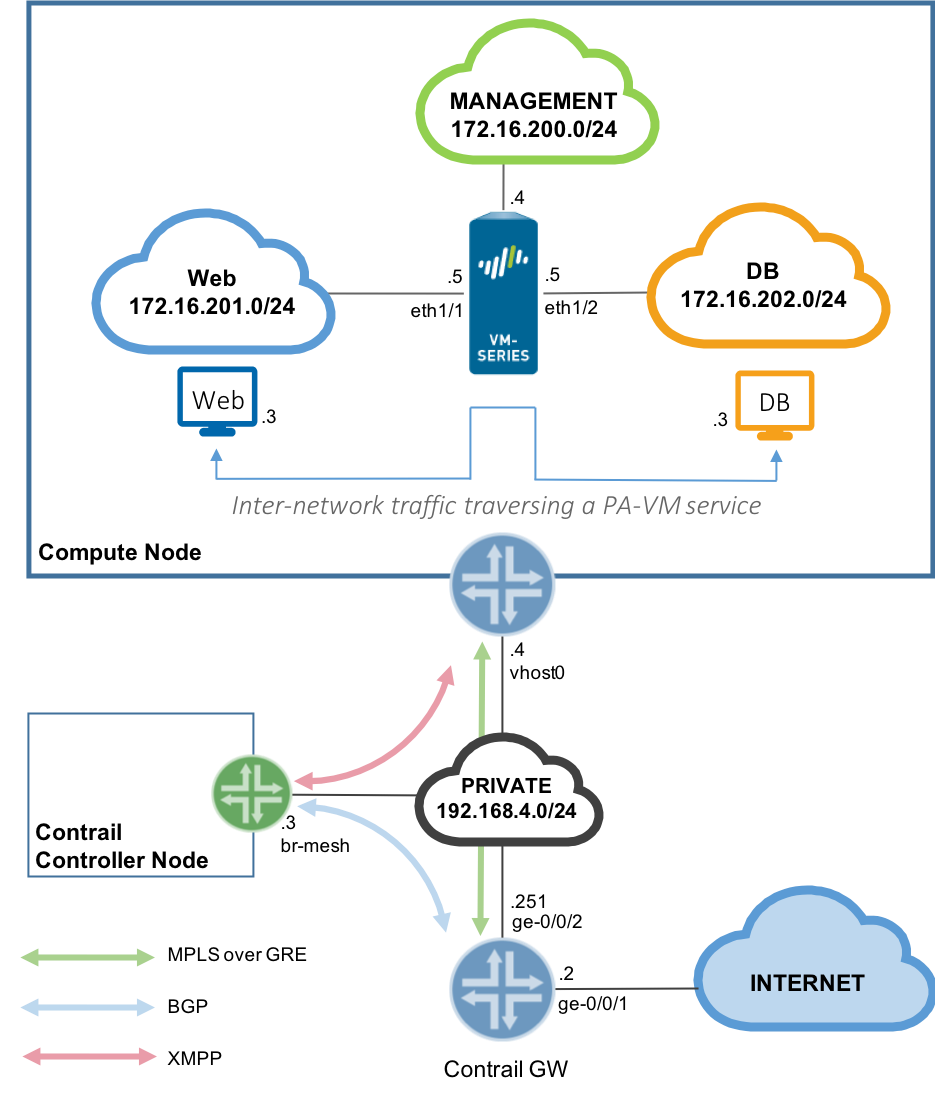 MANAGEMENT
172.16.200.0/24
.4
Web
172.16.201.0/24
.5
eth1/1
VM-
SERIES
.5
eth1/2
DB
172.16.202.0/24
Web
.3
DB
.3
Inter-network traffic traversing a PA-VM service
Compute Node
.4
vhost0
PRIVATE
192.168.4.0/24
.3
br-mesh
Contrail
Controller Node
.251
ge-0/0/2
.2
ge-0/0/1
INTERNET
Contrail GW
MPLS over GRE
BGP
XMPP